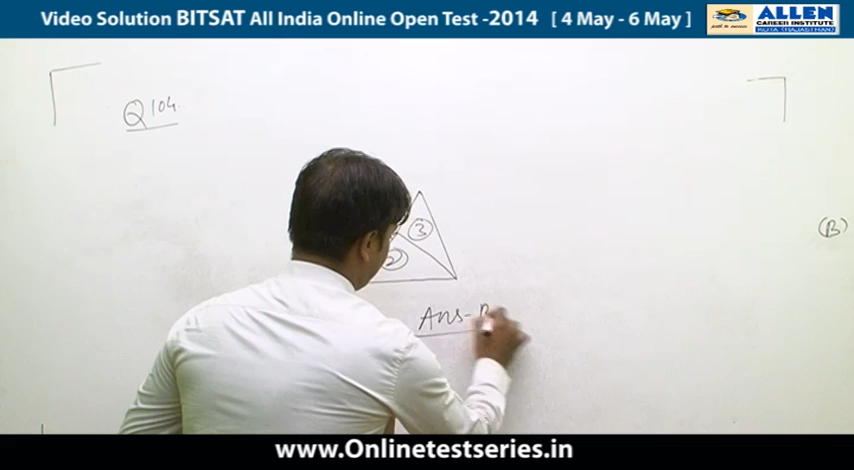 Video Solution BITSAT All India Online Open Test -2014 [ 4 May - 6 May ]
ALLEN
CAREER INSTITUTE
KOTA (RAJASTHAN)
Q104.
3
2
(B)
Ans-B
www.Onlinetestseries.in